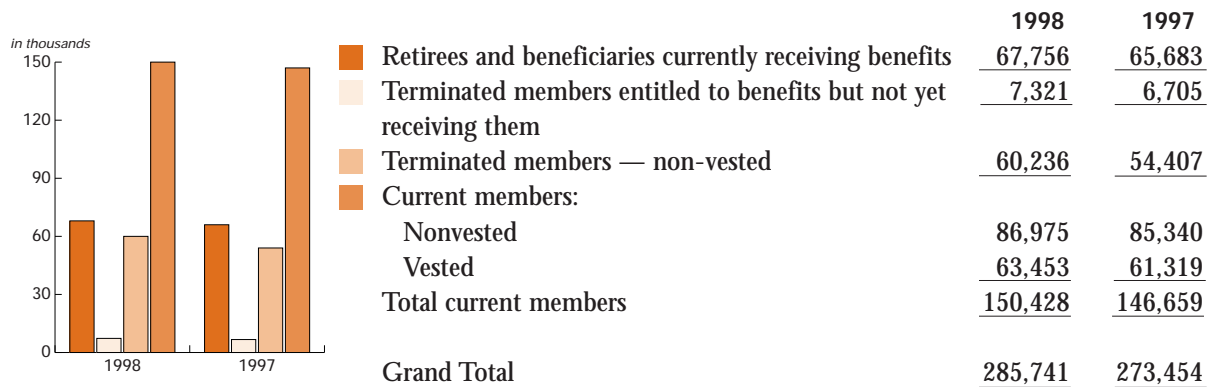 in thousands
150
120
90
60
30
0
1998 1997
1998 1997
Retirees and beneficiaries currently receiving benefits 67,756 65,683
Terminated members entitled to benefits but not yet 7,321 6,705
receiving them
Terminated members — non-vested 60,236 54,407
Current members:
Nonvested 86,975 85,340
Vested 63,453 61,319
Total current members 150,428 146,659
Grand Total 285,741 273,454